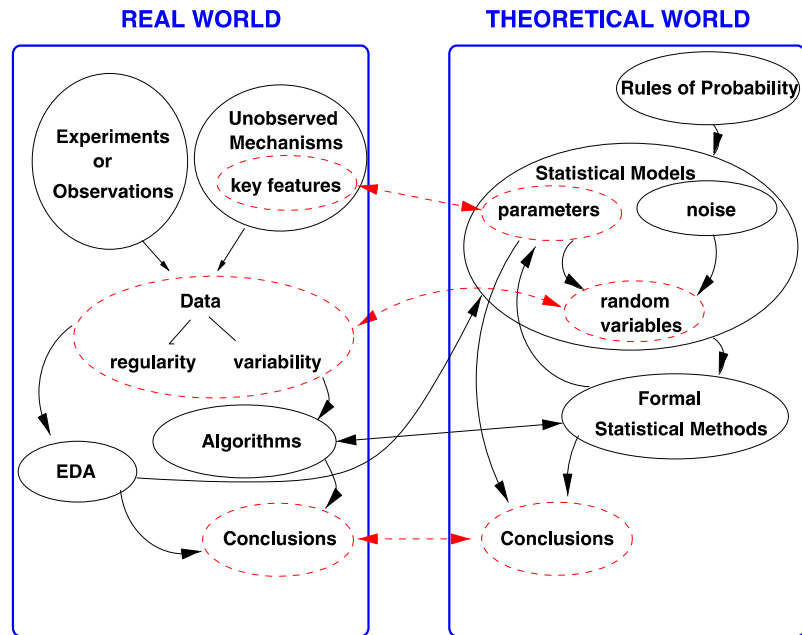 REAL WORLD
THEORETICAL WORLD
Experiments
or
Observations
Unobserved
Mechanisms
key features
Data
regularity
variability
Algorithms
EDA
Conclusions
Rules of Probability
Statistical Models
parameters
noise
random
variables
Formal
Statistical Methods
Conclusions